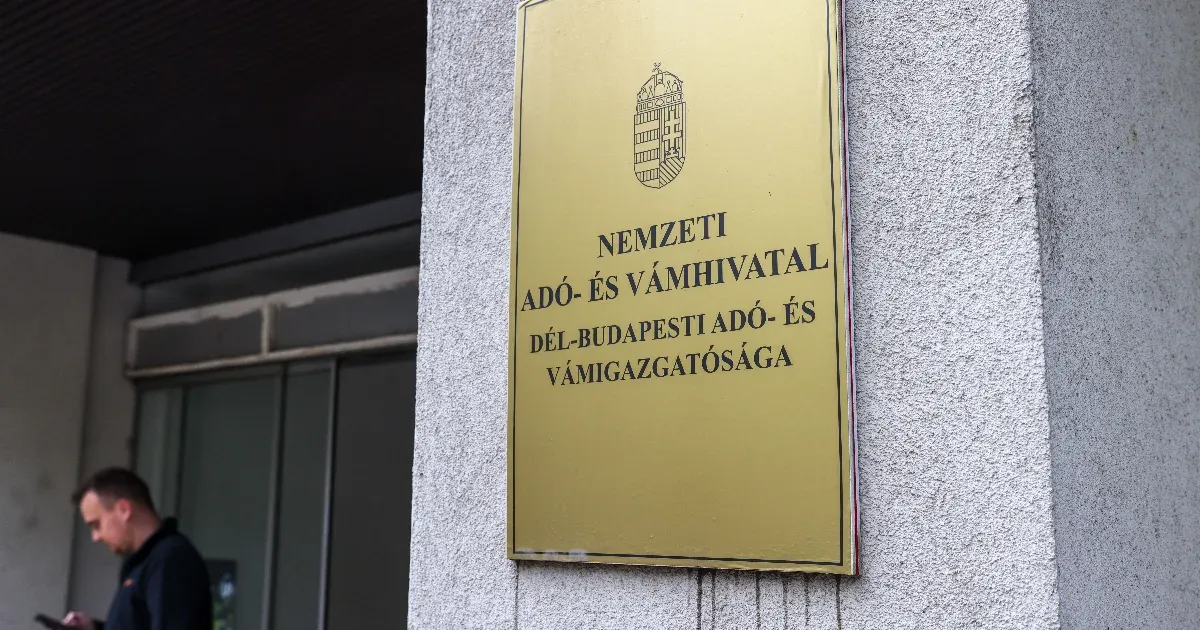 NEMZETI
ADÓ- ÉS VÁMHIVATAL
DÉL-BUDAPESTI ADÓ- ÉS
VÁMIGAZGATÓSÁGA